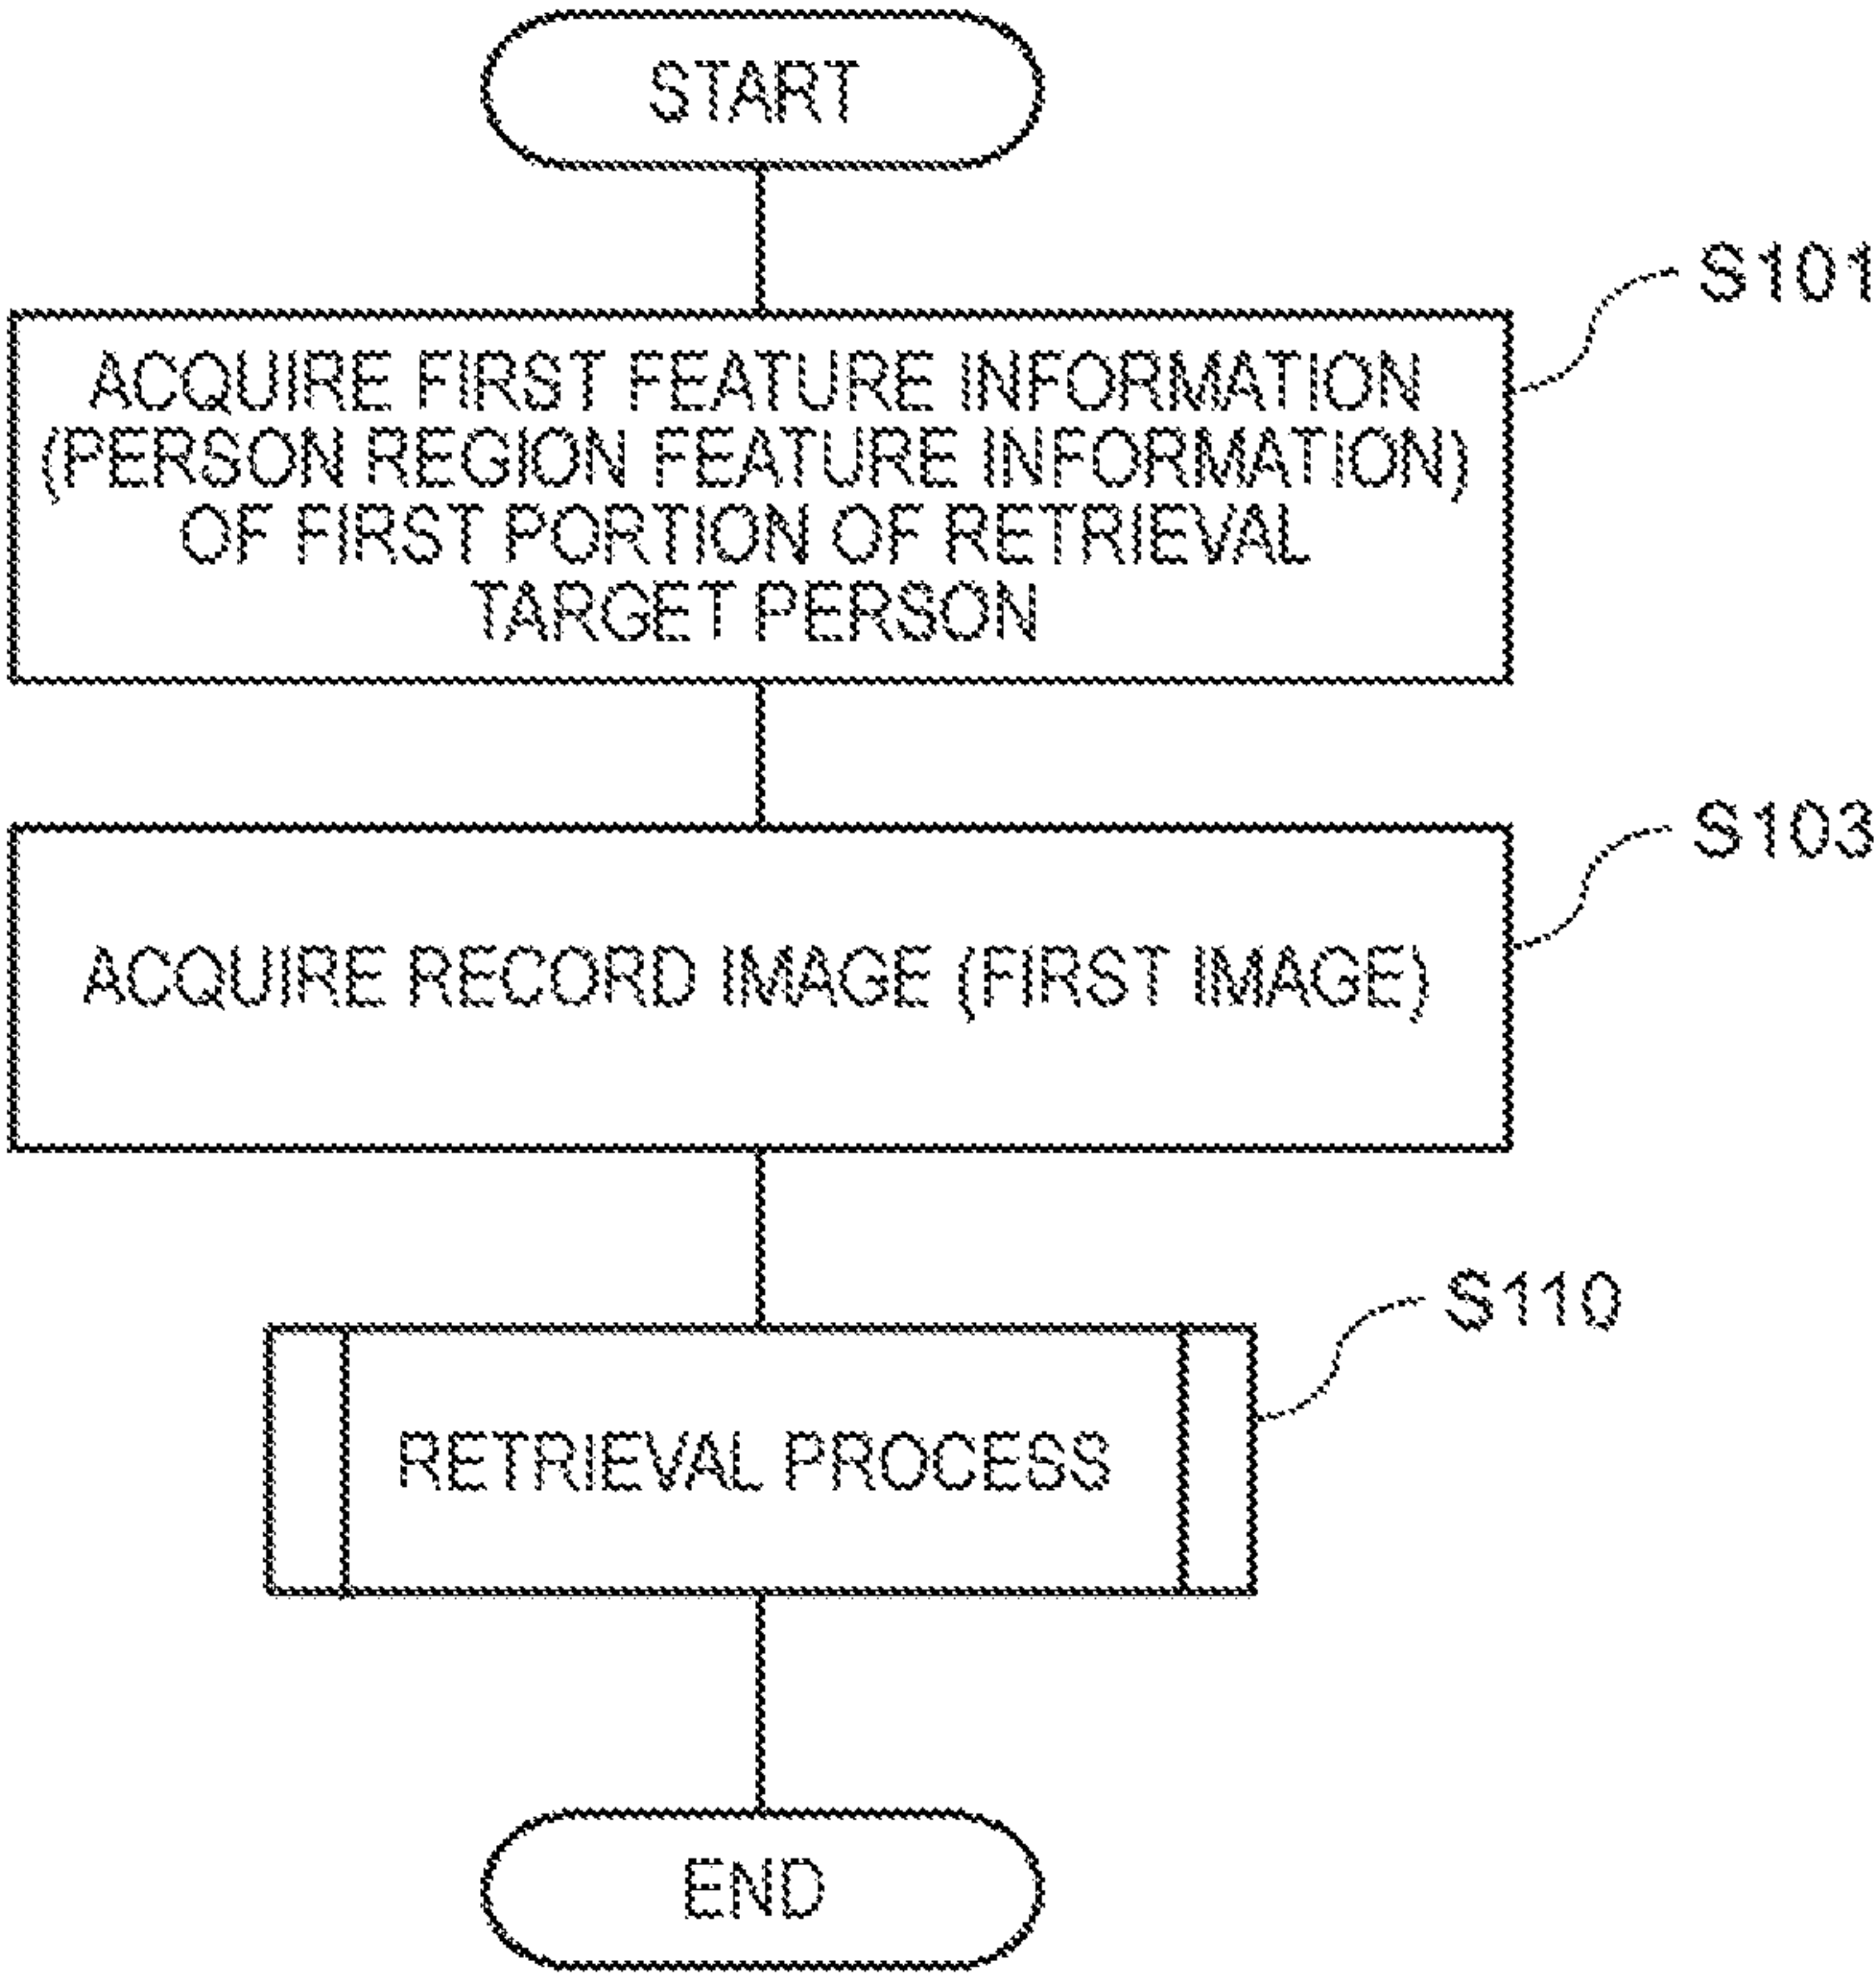 START
S101
ACQUIRE FIRST FEATURE INFORMATION
(PERSON REGION FEATURE INFORMATION)
OF FIRST PORTION OF RETRIEVAL
TARGET PERSON
S103
ACQUIRE RECORD IMAGE (FIRST IMAGE)
S110
RETRIEVAL PROCESS
END